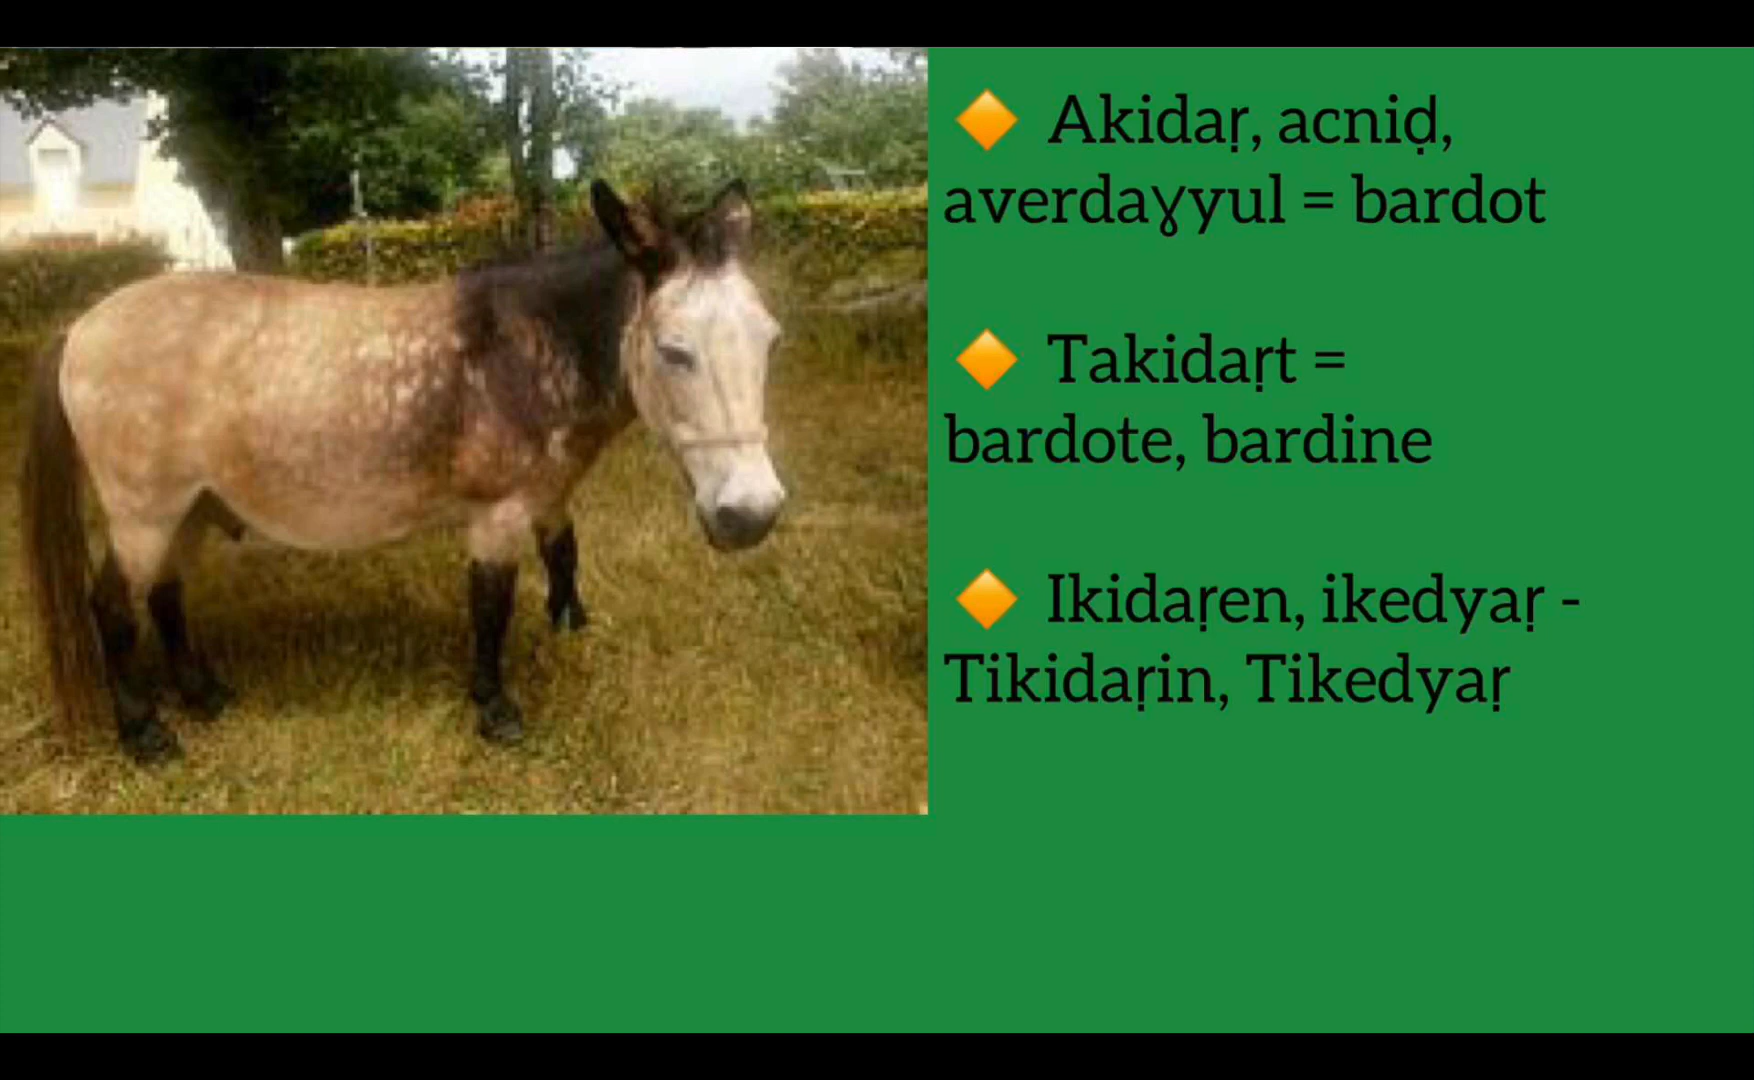 🔶 Akidaṛ, acniḍ,
averdaɣyul = bardot
🔶 Takidaṛt =
bardote, bardine
🔶 Ikidaṛen, ikedyaṛ -
Tikidaṛin, Tikedyaṛ